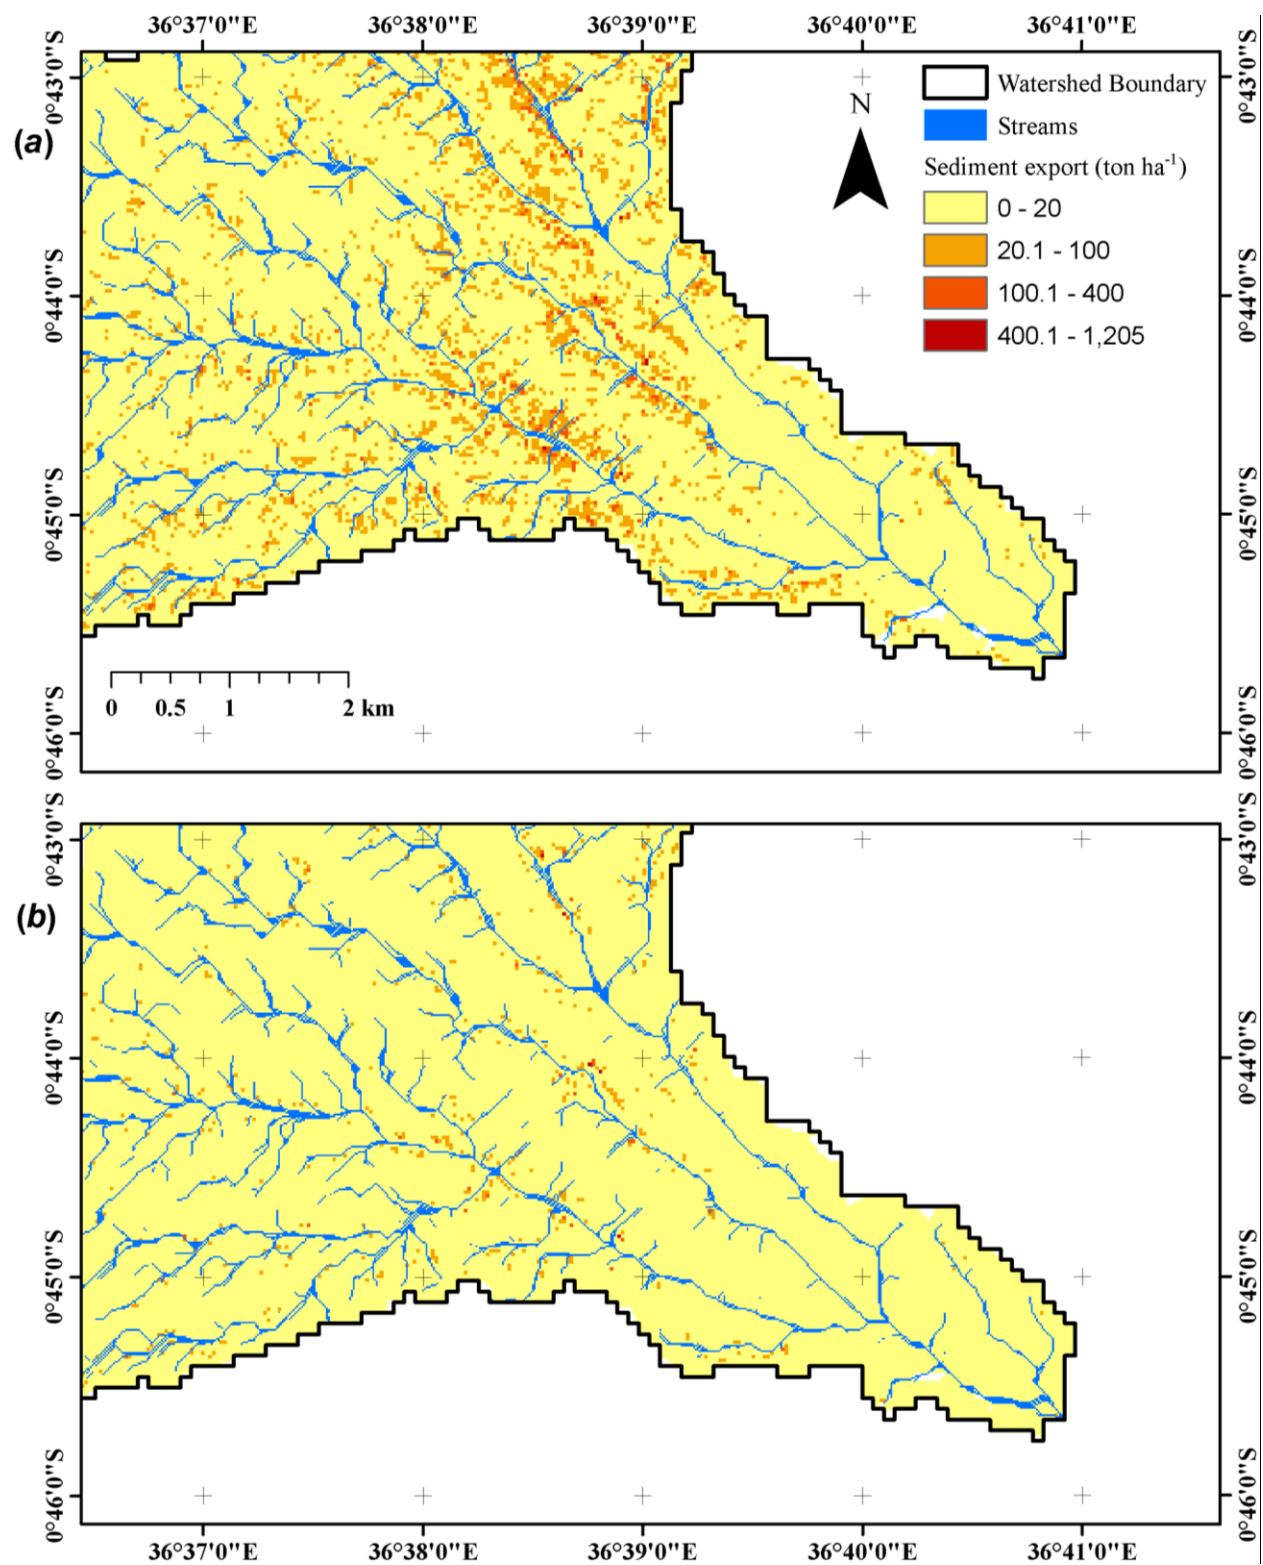 36°37'0"E 36°38'0"E 36°39'0"E 36°40'0"E 36°41'0"E
(a)
0°43'0"S
0°44'0"S
0°45'0"S
0°46'0"S
N
Watershed Boundary
Streams
Sediment export (ton ha⁻¹)
0 - 20
20.1 - 100
100.1 - 400
400.1 - 1,205
0°43'0"S
0°44'0"S
0°45'0"S
0°46'0"S
0 0.5 1 2 km
(b)
0°43'0"S
0°44'0"S
0°45'0"S
0°46'0"S
0°43'0"S
0°44'0"S
0°45'0"S
0°46'0"S
36°37'0"E 36°38'0"E 36°39'0"E 36°40'0"E 36°41'0"E